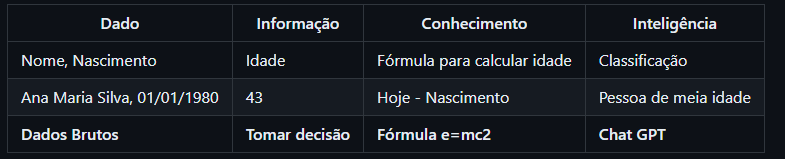 Dado Informação Conhecimento Inteligência
Nome, Nascimento Idade Fórmula para calcular idade Classificação
Ana Maria Silva, 01/01/1980 43 Hoje - Nascimento Pessoa de meia idade
Dados Brutos Tomar decisão Fórmula e=mc2 Chat GPT